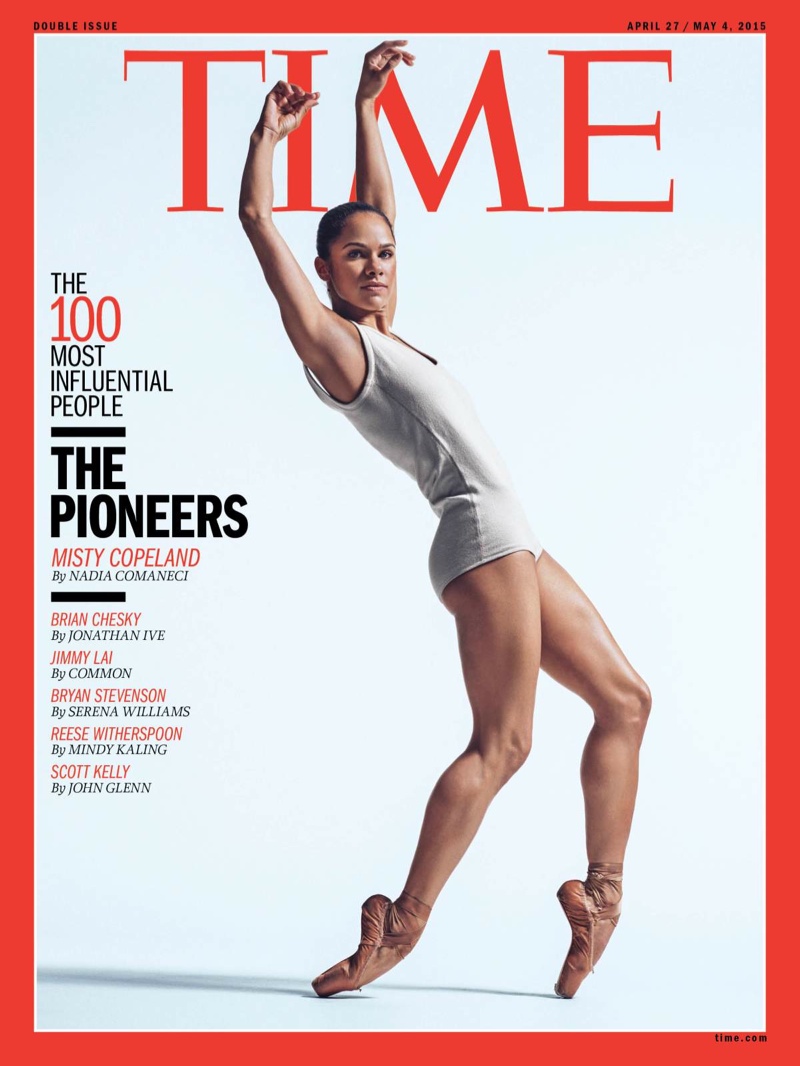 DOUBLE ISSUE
APRIL 27 / MAY 4, 2015
TIME
THE
100
MOST
INFLUENTIAL
PEOPLE
THE
PIONEERS
MISTY COPELAND
By NADIA COMANECI
BRIAN CHESKY
By JONATHAN IVE
JIMMY LAI
By COMMON
BRYAN STEVENSON
By SERENA WILLIAMS
REESE WITHERSPOON
By MINDY KALING
SCOTT KELLY
By JOHN GLENN
time.com